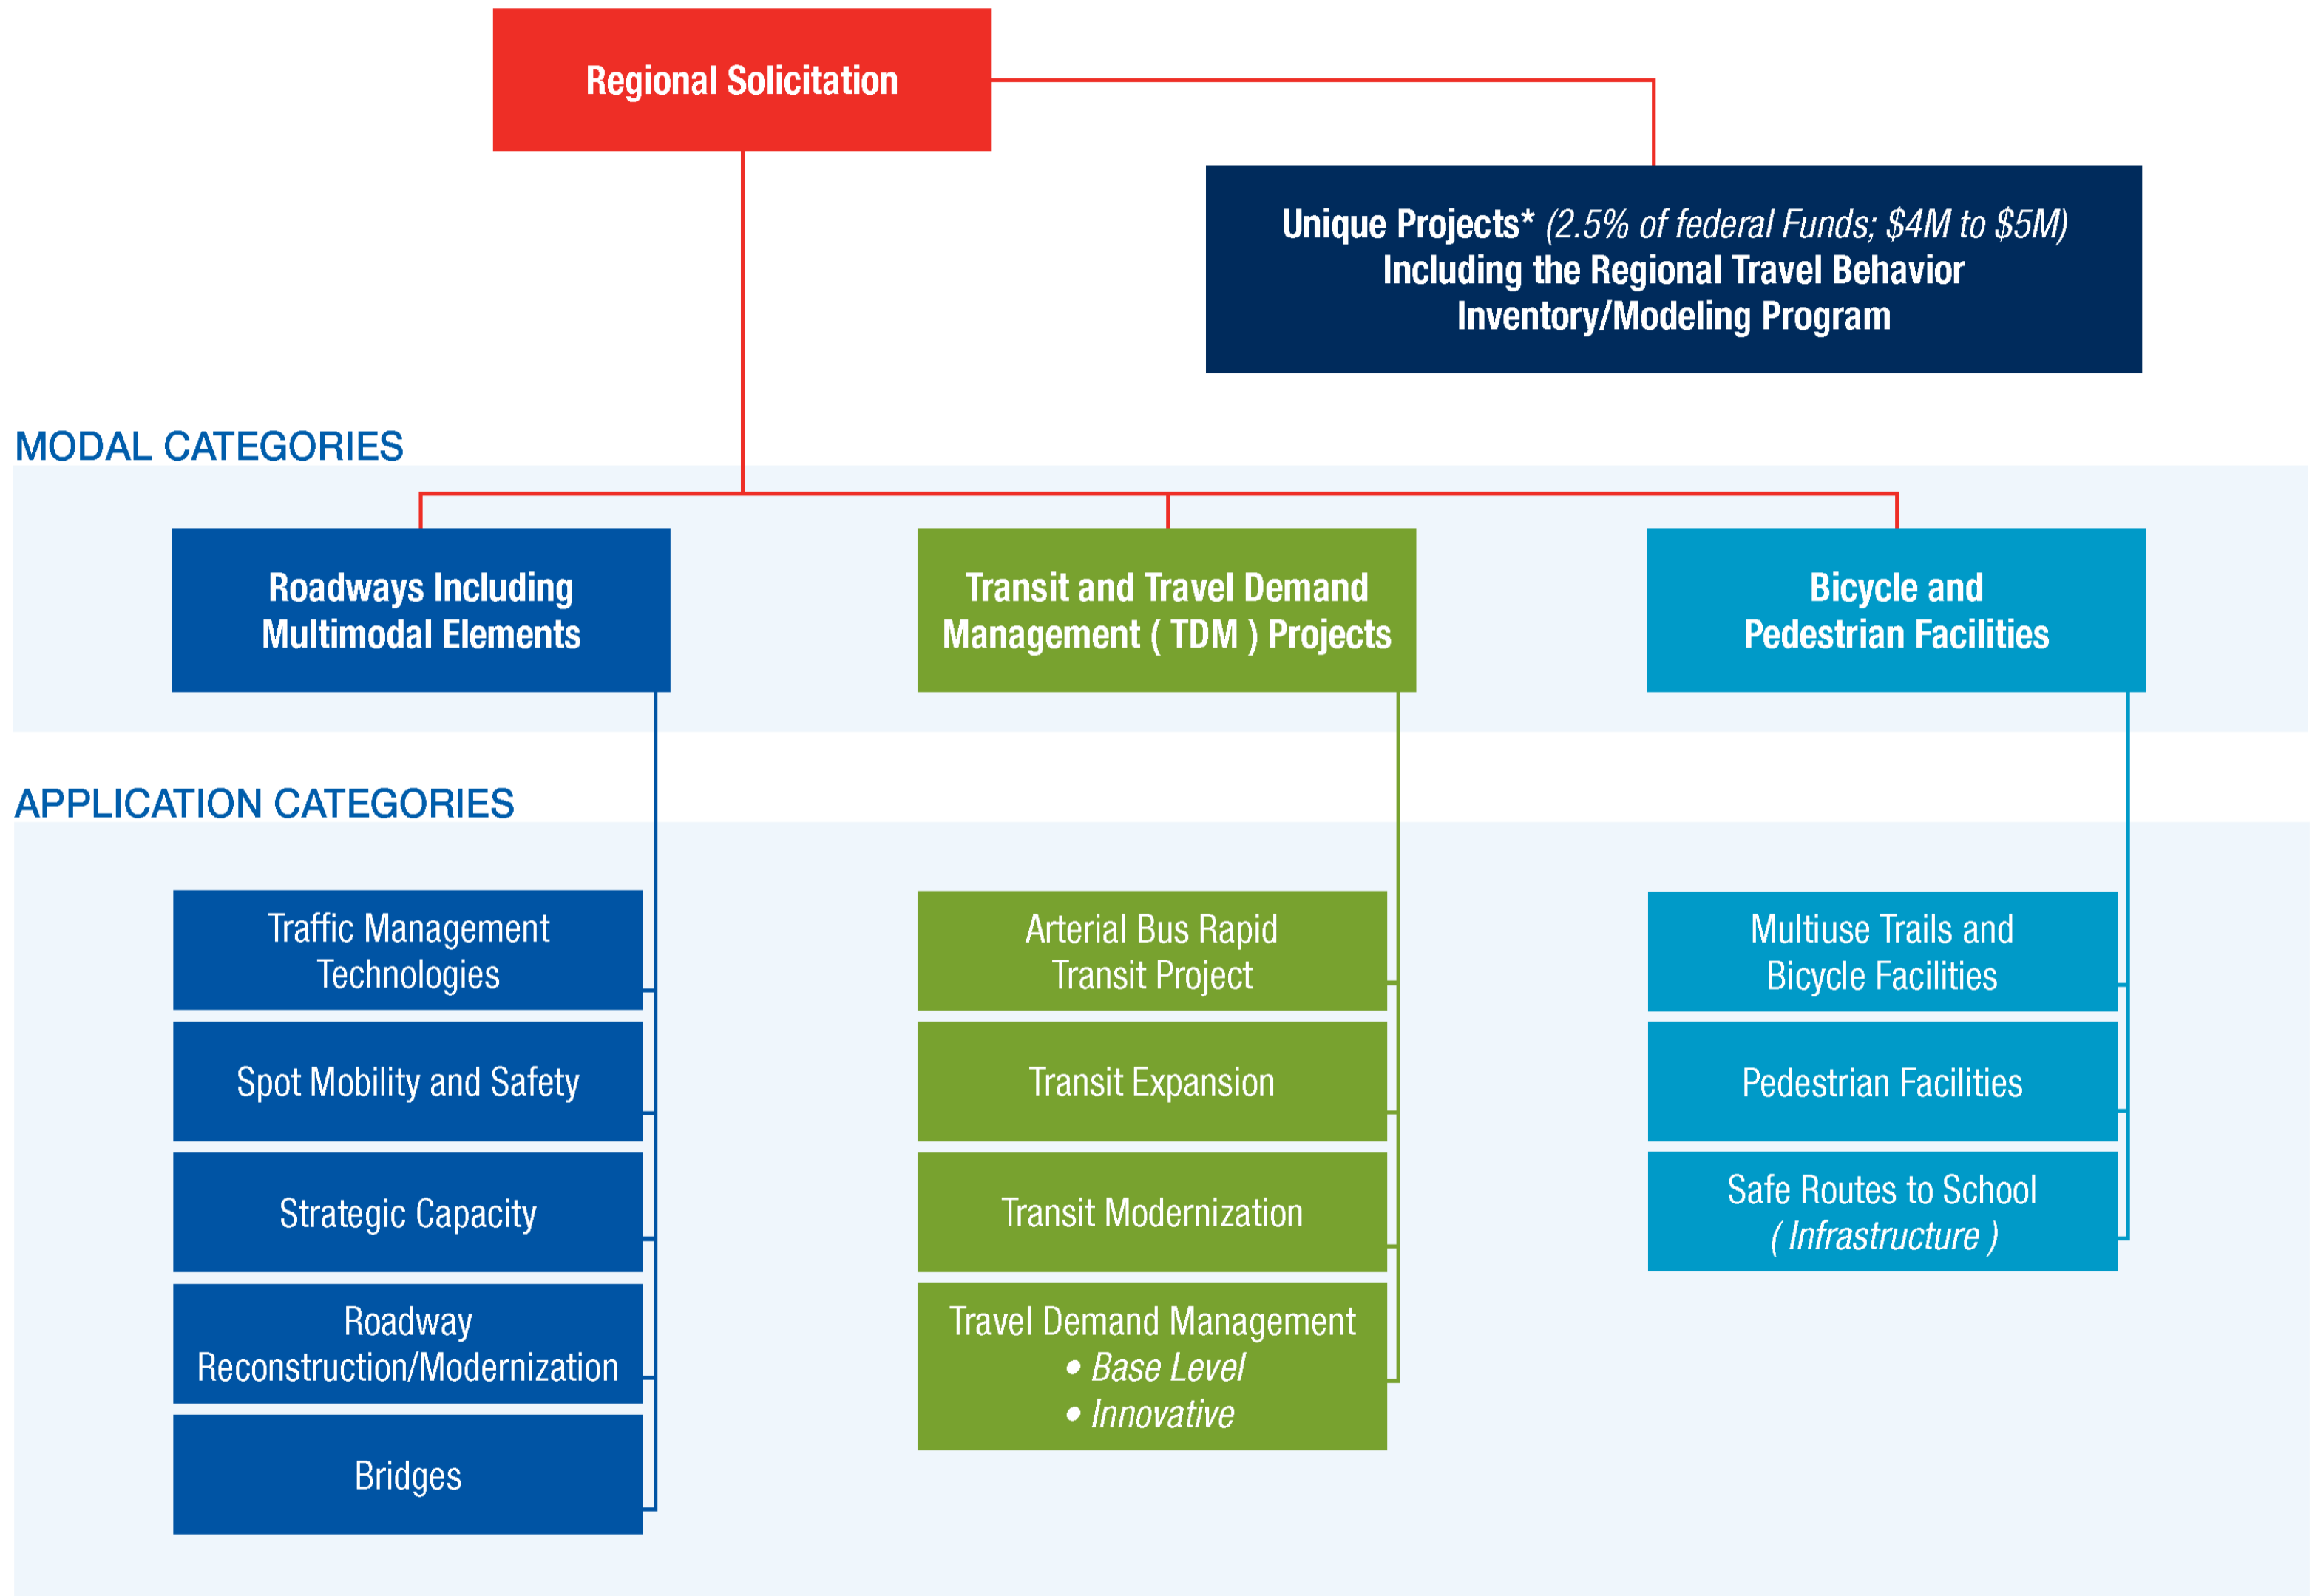 Regional Solicitation
Unique Projects* (2.5% of federal Funds; $4M to $5M)
Including the Regional Travel Behavior
Inventory/Modeling Program
MODAL CATEGORIES
Roadways Including
Multimodal Elements
Transit and Travel Demand
Management ( TDM ) Projects
Bicycle and
Pedestrian Facilities
APPLICATION CATEGORIES
Traffic Management
Technologies
Spot Mobility and Safety
Strategic Capacity
Roadway
Reconstruction/Modernization
Bridges
Arterial Bus Rapid
Transit Project
Transit Expansion
Transit Modernization
Travel Demand Management
• Base Level
• Innovative
Multiuse Trails and
Bicycle Facilities
Pedestrian Facilities
Safe Routes to School
( Infrastructure )